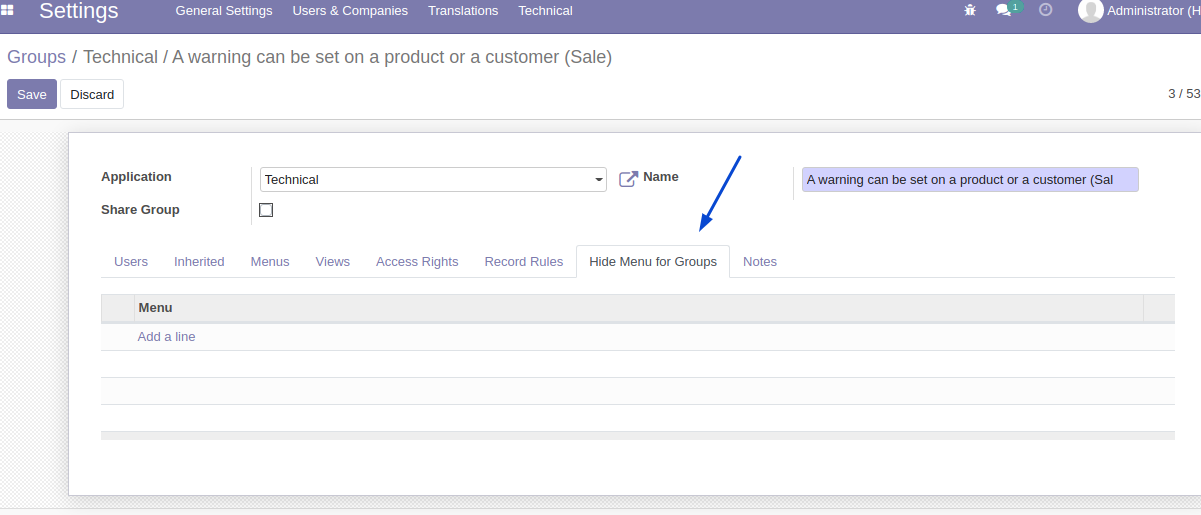 Settings General Settings Users & Companies Translations Technical 1 Administrator (H
Groups / Technical / A warning can be set on a product or a customer (Sale)
Save Discard 3 / 53
Application Technical Name A warning can be set on a product or a customer (Sal
Share Group
Users Inherited Menus Views Access Rights Record Rules Hide Menu for Groups Notes
Menu
Add a line